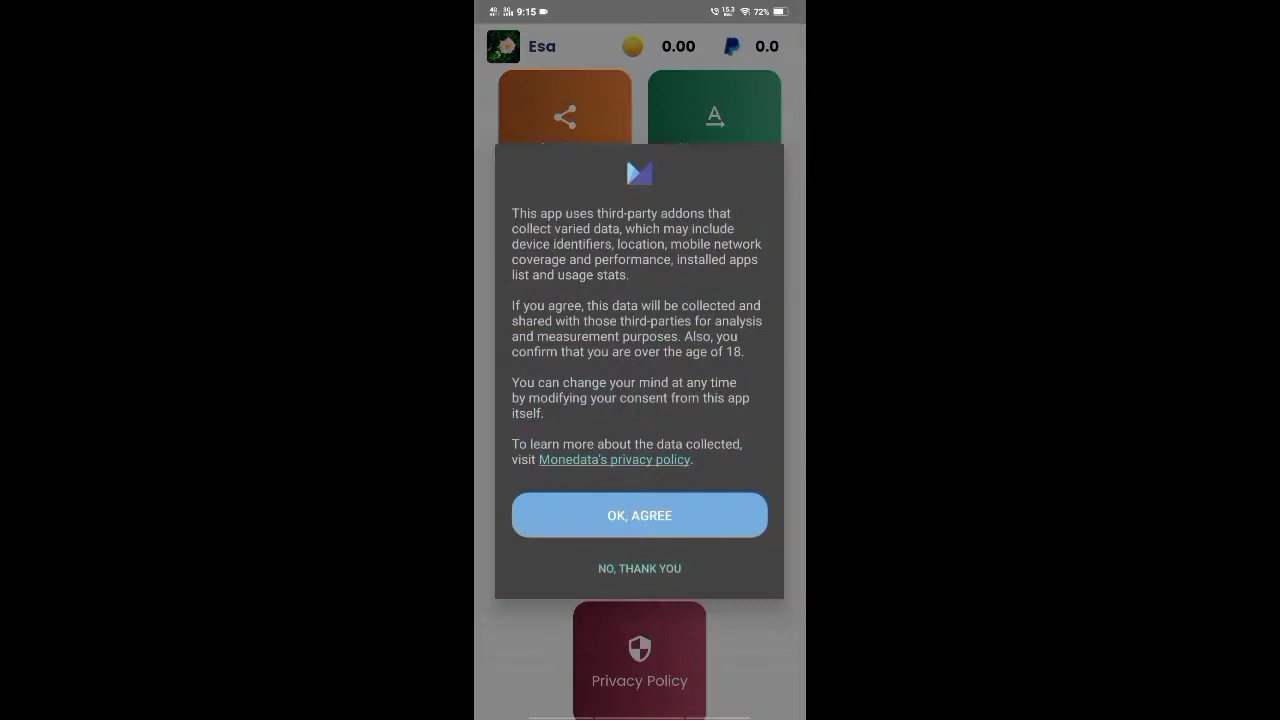 4G 3G 9:15 15.3 72%
Esa 0.00 0.0
This app uses third-party addons that
collect varied data, which may include
device identifiers, location, mobile network
coverage and performance, installed apps
list and usage stats.
If you agree, this data will be collected and
shared with those third-parties for analysis
and measurement purposes. Also, you
confirm that you are over the age of 18.
You can change your mind at any time
by modifying your consent from this app
itself.
To learn more about the data collected,
visit Monedata's privacy policy.
OK, AGREE
NO, THANK YOU
Privacy Policy